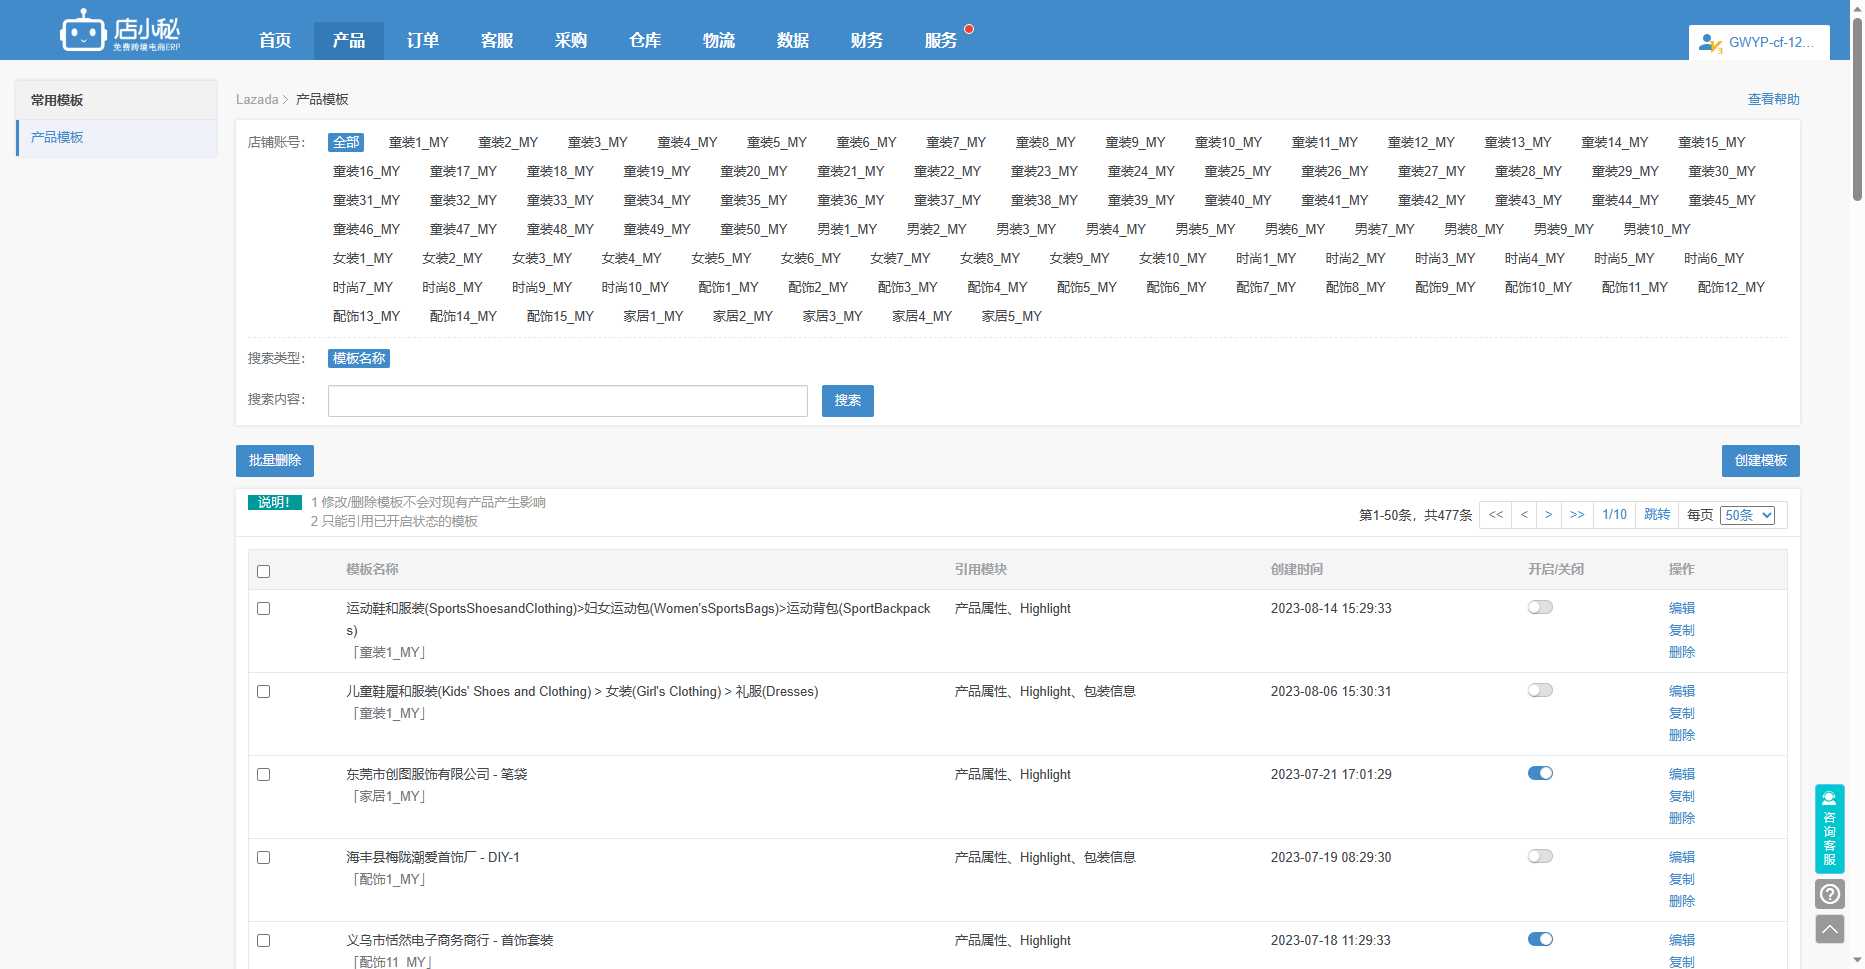 店小秘
免费跨境电商ERP
首页 产品 订单 客服 采购 仓库 物流 数据 财务 服务
GWYP-cf-12...
常用模板
产品模板
Lazada > 产品模板
查看帮助
店铺账号： 全部 童装1_MY 童装2_MY 童装3_MY 童装4_MY 童装5_MY 童装6_MY 童装7_MY 童装8_MY 童装9_MY 童装10_MY 童装11_MY 童装12_MY 童装13_MY 童装14_MY 童装15_MY
童装16_MY 童装17_MY 童装18_MY 童装19_MY 童装20_MY 童装21_MY 童装22_MY 童装23_MY 童装24_MY 童装25_MY 童装26_MY 童装27_MY 童装28_MY 童装29_MY 童装30_MY
童装31_MY 童装32_MY 童装33_MY 童装34_MY 童装35_MY 童装36_MY 童装37_MY 童装38_MY 童装39_MY 童装40_MY 童装41_MY 童装42_MY 童装43_MY 童装44_MY 童装45_MY
童装46_MY 童装47_MY 童装48_MY 童装49_MY 童装50_MY 男装1_MY 男装2_MY 男装3_MY 男装4_MY 男装5_MY 男装6_MY 男装7_MY 男装8_MY 男装9_MY 男装10_MY
女装1_MY 女装2_MY 女装3_MY 女装4_MY 女装5_MY 女装6_MY 女装7_MY 女装8_MY 女装9_MY 女装10_MY 时尚1_MY 时尚2_MY 时尚3_MY 时尚4_MY 时尚5_MY 时尚6_MY
时尚7_MY 时尚8_MY 时尚9_MY 时尚10_MY 配饰1_MY 配饰2_MY 配饰3_MY 配饰4_MY 配饰5_MY 配饰6_MY 配饰7_MY 配饰8_MY 配饰9_MY 配饰10_MY 配饰11_MY 配饰12_MY
配饰13_MY 配饰14_MY 配饰15_MY 家居1_MY 家居2_MY 家居3_MY 家居4_MY 家居5_MY
搜索类型： 模板名称
搜索内容： 搜索
批量删除 创建模板
说明！ 1 修改/删除模板不会对现有产品产生影响
2 只能引用已开启状态的模板
第1-50条，共477条 << < > >> 1/10 跳转 每页 50条
模板名称 引用模块 创建时间 开启/关闭 操作
运动鞋和服装(SportsShoesandClothing)>妇女运动包(Women'sSportsBags)>运动背包(SportBackpack 产品属性、Highlight 2023-08-14 15:29:33 编辑
s) 复制
「童装1_MY」 删除
儿童鞋履和服装(Kids' Shoes and Clothing) > 女装(Girl's Clothing) > 礼服(Dresses) 产品属性、Highlight、包装信息 2023-08-06 15:30:31 编辑
「童装1_MY」 复制
删除
东莞市创图服饰有限公司 - 笔袋 产品属性、Highlight 2023-07-21 17:01:29 编辑
「家居1_MY」 复制
删除
海丰县梅陇潮爱首饰厂 - DIY-1 产品属性、Highlight、包装信息 2023-07-19 08:29:30 编辑
「配饰1_MY」 复制
删除
义乌市恬然电子商务商行 - 首饰套装 产品属性、Highlight 2023-07-18 11:29:33 编辑
「配饰11_MY」 复制
咨询客服